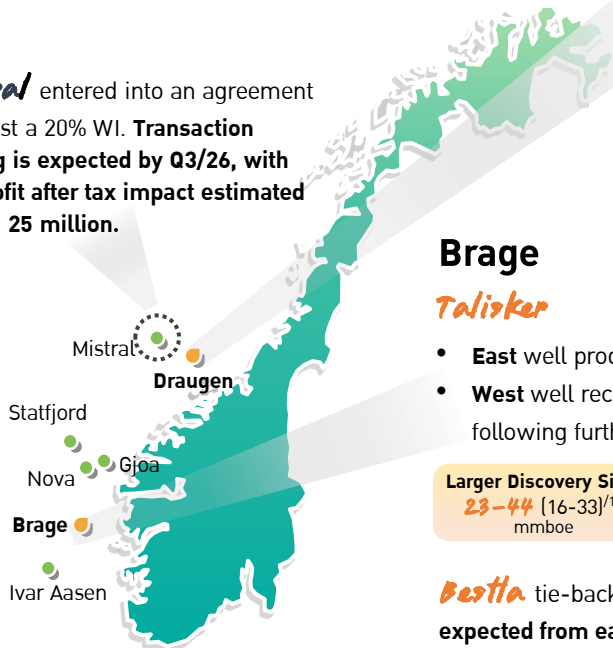 entered into an agreement
st a 20% WI. Transaction
g is expected by Q3/26, with
ofit after tax impact estimated
25 million.
Brage
Talisker
• East well proc
• West well rec
following furth
Larger Discovery Si
23-44 (16-33)/1
mmboe
Bestla tie-back
expected from ea
Mistral
Draugen
Statfjord
Gjoa
Nova
Brage
Ivar Aasen